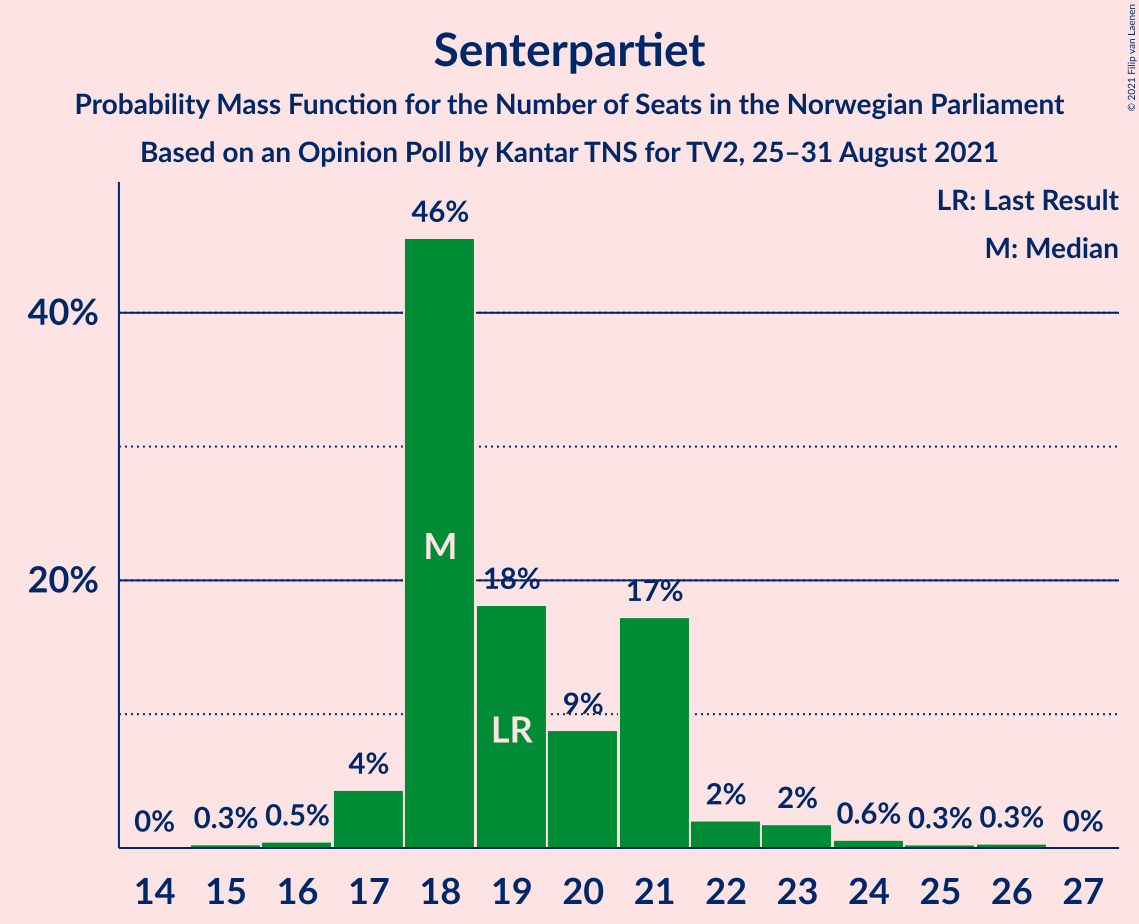 Senterpartiet
Probability Mass Function for the Number of Seats in the Norwegian Parliament
Based on an Opinion Poll by Kantar TNS for TV2, 25–31 August 2021
© 2021 Filip van Laenen
LR: Last Result
M: Median
46%
40%
M
20%
18%
17%
LR
9%
4%
0%
0.3%
0.5%
2%
2%
0.6%
0.3%
0.3%
0%
14 15 16 17 18 19 20 21 22 23 24 25 26 27